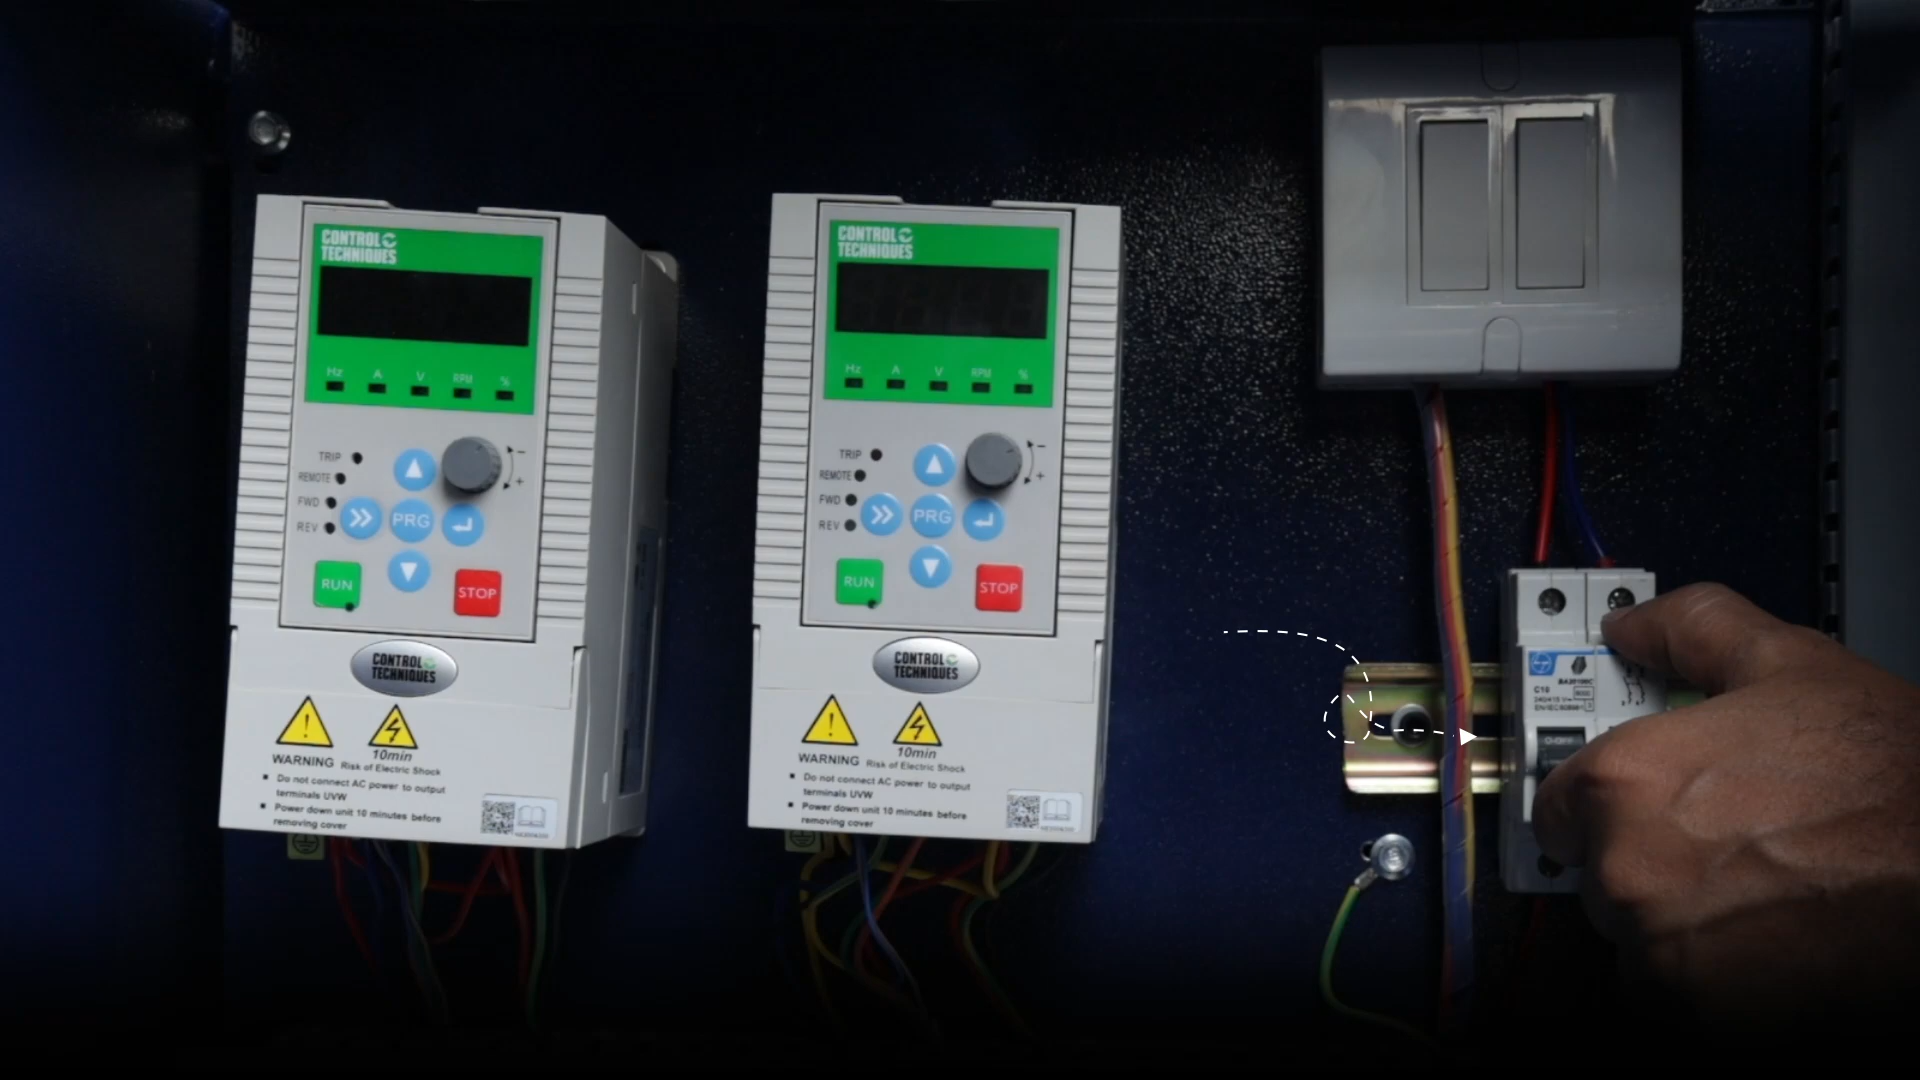 CONTROL
TECHNIQUES
Hz A V RPM %
TRIP
REMOTE
FWD
REV
PRG
RUN
STOP
- 
+
CONTROL
TECHNIQUES
WARNING
10min
Risk of Electric Shock
Do not connect AC power to output
terminals UVW
Power down unit 10 minutes before
removing cover
CONTROL
TECHNIQUES
Hz A V RPM %
TRIP
REMOTE
FWD
REV
PRG
RUN
STOP
-
+
CONTROL
TECHNIQUES
WARNING
10min
Risk of Electric Shock
Do not connect AC power to output
terminals UVW
Power down unit 10 minutes before
removing cover
C10
O-OFF